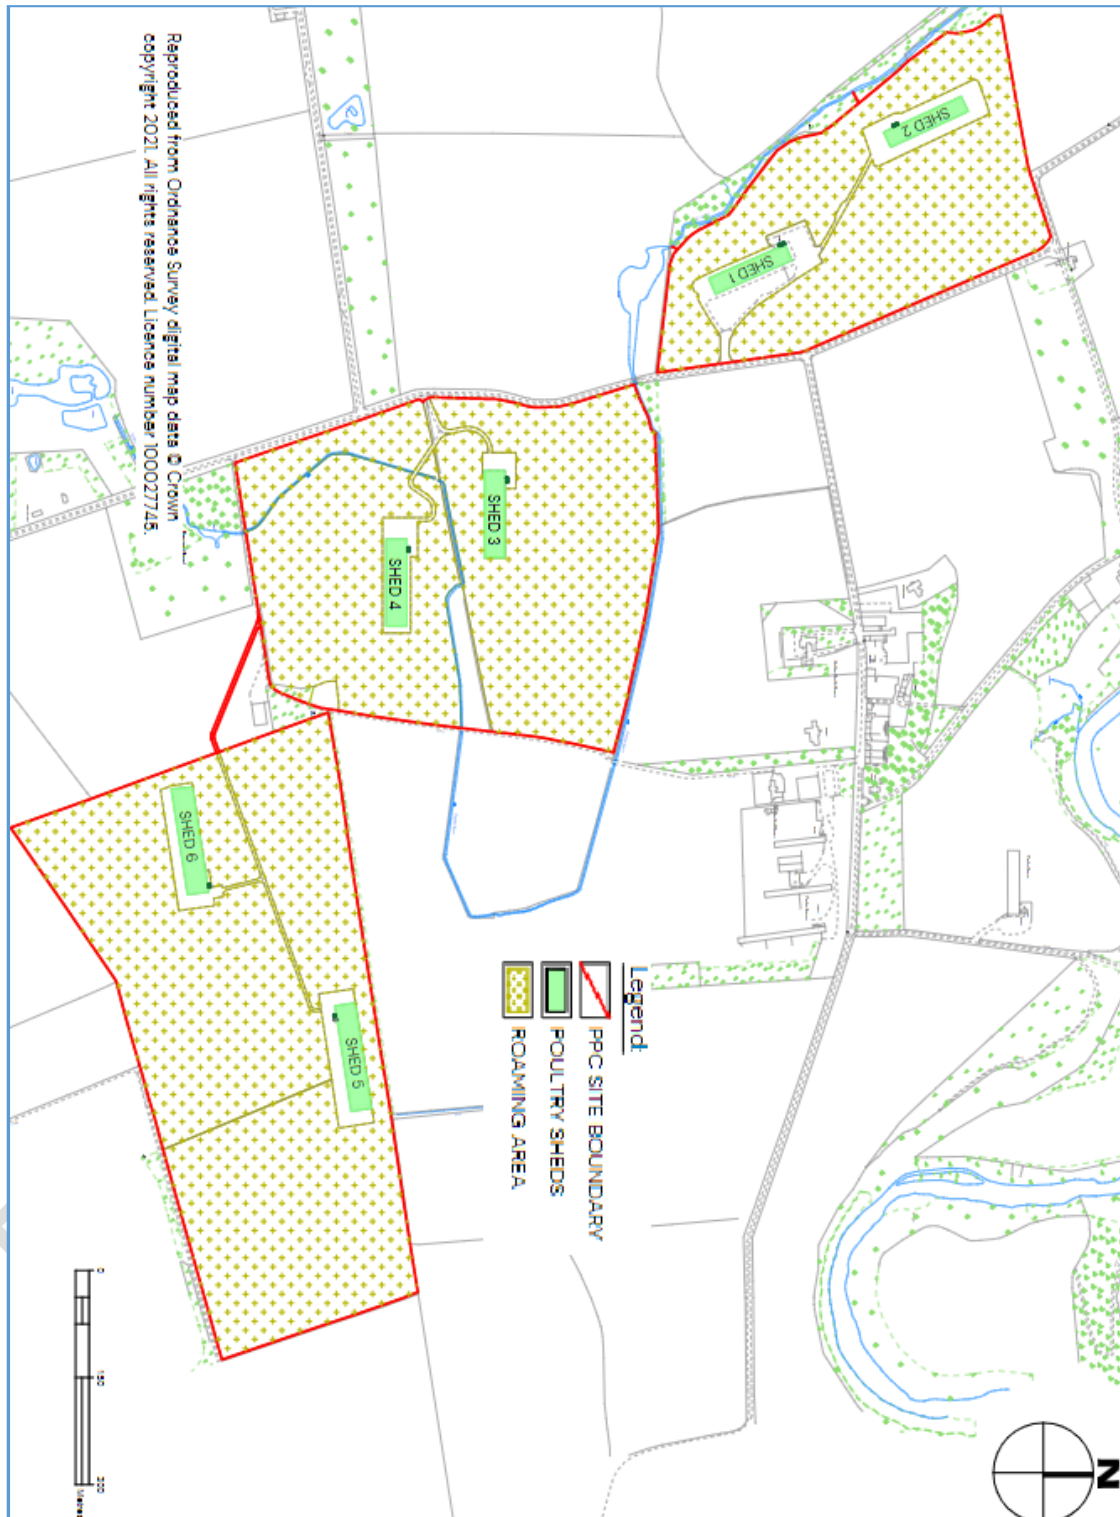 Reproduced from Ordnance Survey digital map data © Crown
copyright 2021. All rights reserved. Licence number 100027745.
SHED 2
SHED 1
SHED 3
SHED 4
SHED 6
SHED 5
Legend:
PPC SITE BOUNDARY
POULTRY SHEDS
ROAMING AREA
0
150
300
Metres
N